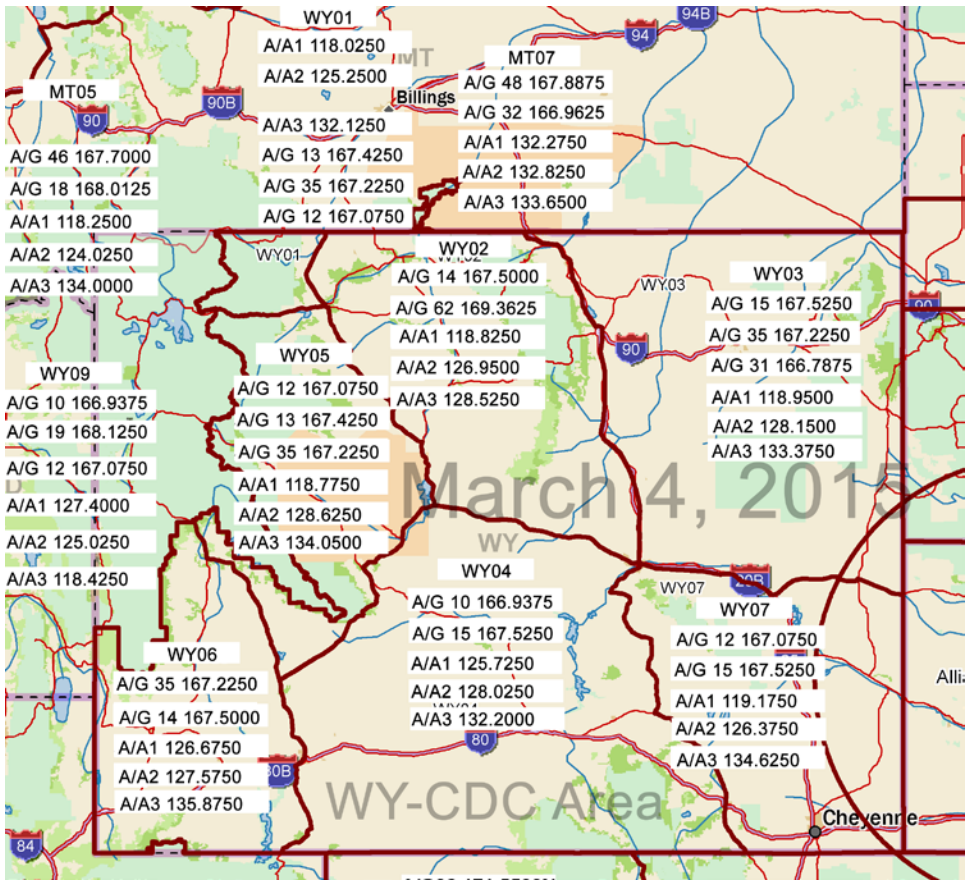 WY01
A/A1 118.0250
A/A2 125.2500
A/A3 132.1250
A/G 13 167.4250
A/G 35 167.2250
A/G 12 167.0750
MT
94
94B
MT07
A/G 48 167.8875
A/G 32 166.9625
A/A1 132.2750
A/A2 132.8250
A/A3 133.6500
Billings
90B
MT05
90
A/G 46 167.7000
A/G 18 168.0125
A/A1 118.2500
A/A2 124.0250
A/A3 134.0000
WY01
WY02
A/G 14 167.5000
A/G 62 169.3625
A/A1 118.8250
A/A2 126.9500
A/A3 128.5250
WY03
90
WY03
A/G 15 167.5250
A/G 35 167.2250
A/G 31 166.7875
A/A1 118.9500
A/A2 128.1500
A/A3 133.3750
90
WY09
A/G 10 166.9375
A/G 19 168.1250
A/G 12 167.0750
A/A1 127.4000
A/A2 125.0250
A/A3 118.4250
WY05
A/G 12 167.0750
A/G 13 167.4250
A/G 35 167.2250
A/A1 118.7750
A/A2 128.6250
A/A3 134.0500
March 4, 2015
WY
WY04
A/G 10 166.9375
A/G 15 167.5250
A/A1 125.7250
A/A2 128.0250
A/A3 132.2000
80
WY07
20B
WY07
A/G 12 167.0750
A/G 15 167.5250
A/A1 119.1750
A/A2 126.3750
A/A3 134.6250
Allia
WY06
A/G 35 167.2250
A/G 14 167.5000
A/A1 126.6750
A/A2 127.5750
A/A3 135.8750
80B
WY-CDC Area
Cheyenne
84